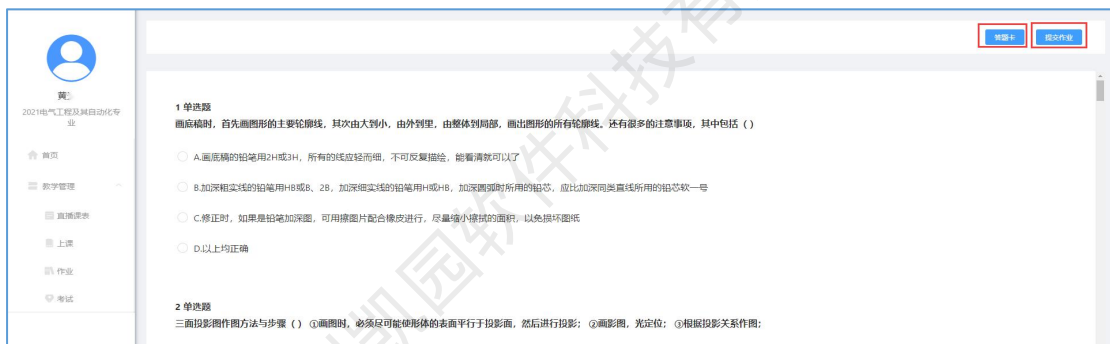 答题卡
提交作业
黄
2021电气工程及其自动化专
业
首页
教学管理
直播课表
上课
作业
考试
1 单选题
画底稿时，首先画图形的主要轮廓线，其次由大到小，由外到里，由整体到局部，画出图形的所有轮廓线。还有很多的注意事项，其中包括（）
A.画底稿的铅笔用2H或3H，所有的线应轻而细，不可反复描绘，能看清就可以了
B.加深粗实线的铅笔用HB或B、2B，加深细实线的铅笔用H或HB，加深圆弧时所用的铅芯，应比加深同类直线所用的铅芯软一号
C.修正时，如果是铅笔加深图，可用擦图片配合橡皮进行，尽量缩小擦拭的面积，以免损坏图纸
D.以上均正确
2 单选题
三面投影图作图方法与步骤（）①画图时，必须尽可能使形体的表面平行于投影面，然后进行投影；②画影图，光定位；③根据投影关系作图；
凯园软件科技有